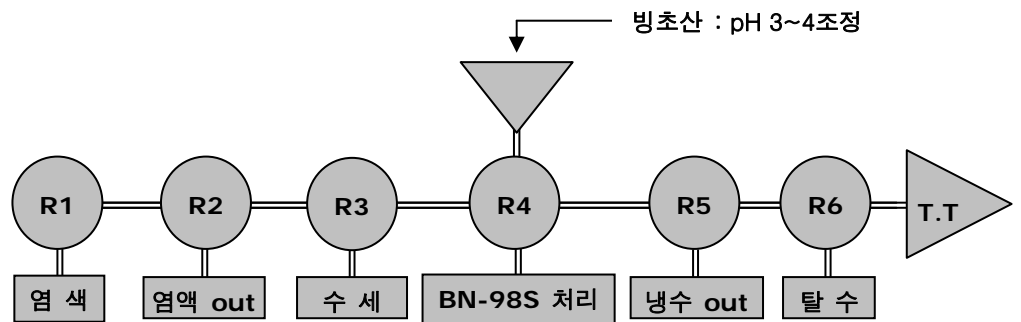 빙초산 : pH 3~4조정
R1
R2
R3
R4
R5
R6
T.T
염 색
염액 out
수 세
BN-98S 처리
냉수 out
탈 수